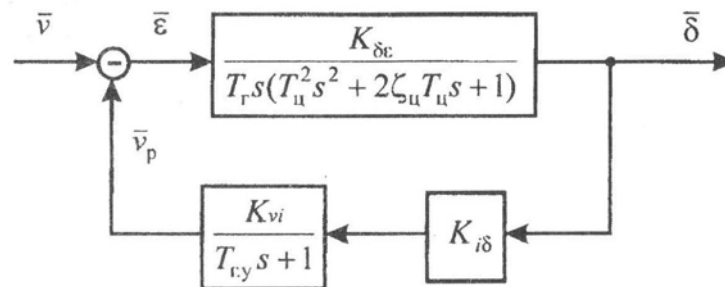 v̄ ε̄ K_δε δ̄
T_г s(T_ц² s² + 2ζ_ц T_ц s + 1)
−
v̄_р
K_vi K_iδ
T_г.у s + 1